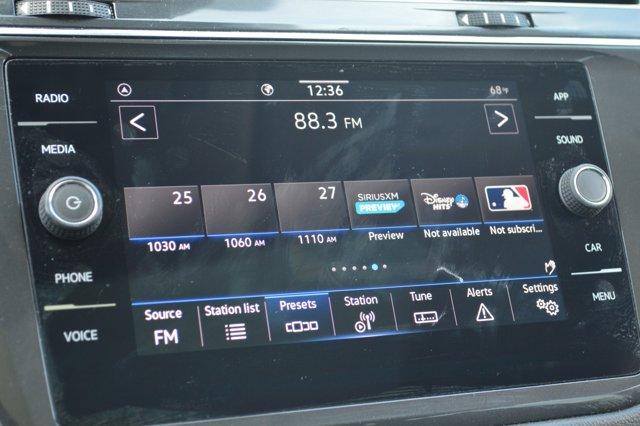 RADIO
MEDIA
PHONE
VOICE
12:36
68°F
88.3 FM
25
1030 AM
26
1060 AM
27
1110 AM
SIRIUSXM
PREVIEW
Preview
Disney
HITS
Not available
Not subscri...
Source
FM
Station list
Presets
Station
Tune
Alerts
Settings
APP
SOUND
CAR
MENU